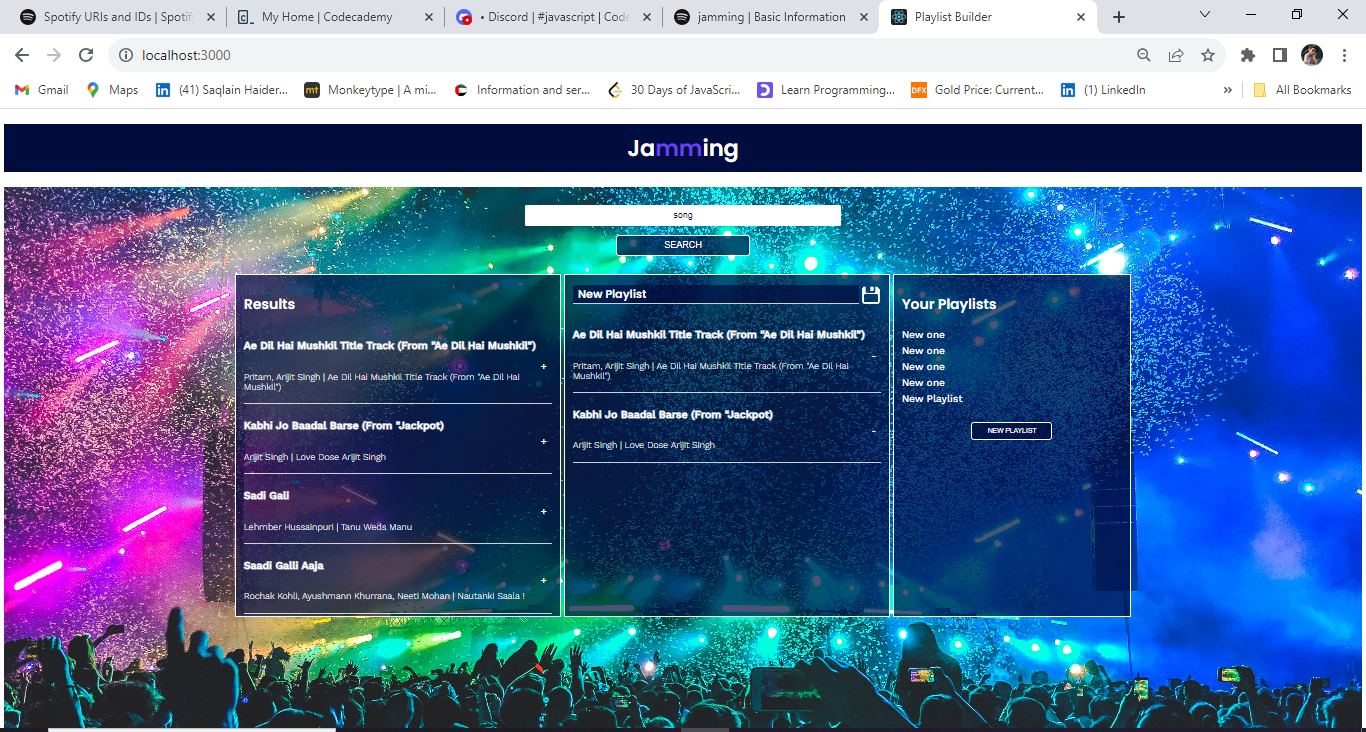 Spotify URIs and IDs | Spotif
My Home | Codecademy
• Discord | #javascript | Code
jamming | Basic Information
Playlist Builder
localhost:3000
Gmail
Maps
(41) Saqlain Haider...
mt
Monkeytype | A mi...
Information and ser...
30 Days of JavaScri...
Learn Programming...
DFX
Gold Price: Current...
(1) LinkedIn
»
All Bookmarks
Jamming
song
SEARCH
Results
Ae Dil Hai Mushkil Title Track (From "Ae Dil Hai Mushkil")
+
Pritam, Arijit Singh | Ae Dil Hai Mushkil Title Track (From "Ae Dil Hai
Mushkil")
Kabhi Jo Baadal Barse (From "Jackpot)
+
Arijit Singh | Love Dose Arijit Singh
Sadi Gali
+
Lehmber Hussainpuri | Tanu Weds Manu
Saadi Galli Aaja
+
Rochak Kohli, Ayushmann Khurrana, Neeti Mohan | Nautanki Saala !
New Playlist
Ae Dil Hai Mushkil Title Track (From "Ae Dil Hai Mushkil")
-
Pritam, Arijit Singh | Ae Dil Hai Mushkil Title Track (From "Ae Dil Hai
Mushkil")
Kabhi Jo Baadal Barse (From "Jackpot)
-
Arijit Singh | Love Dose Arijit Singh
Your Playlists
New one
New one
New one
New one
New Playlist
NEW PLAYLIST